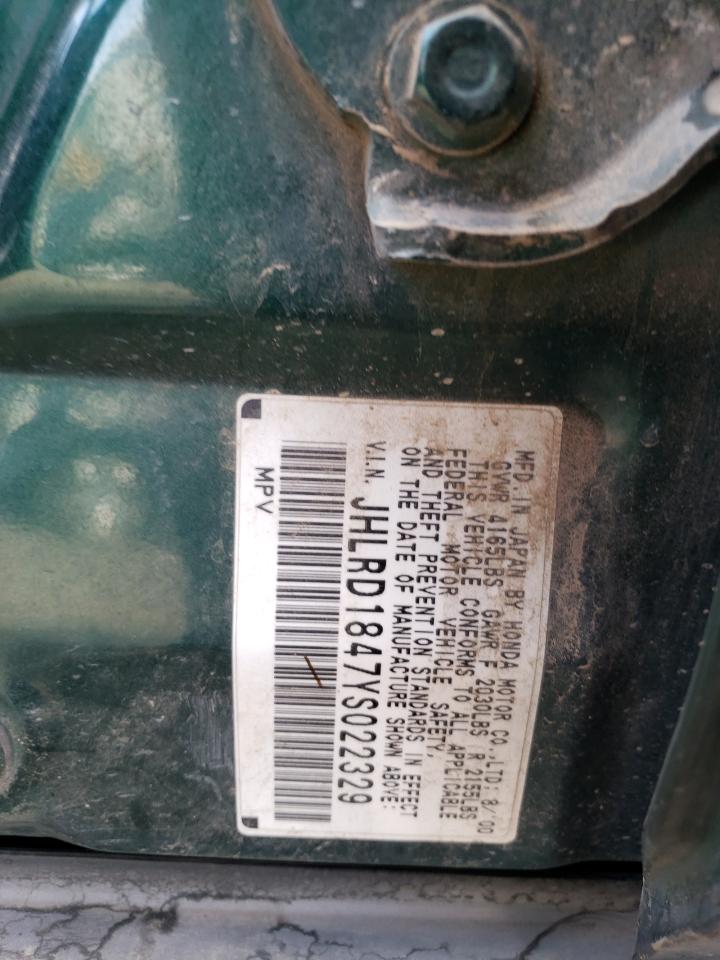 MFD. IN JAPAN BY HONDA MOTOR CO., LTD: 8/'00
GVWR 4165LBS GAWR F 2030LBS R 2155LBS
THIS VEHICLE CONFORMS TO ALL APPLICABLE
FEDERAL MOTOR VEHICLE SAFETY,
AND THEFT PREVENTION STANDARDS IN EFFECT
ON THE DATE OF MANUFACTURE SHOWN ABOVE:
V.I.N. JHLRD1847YS022329
MPV